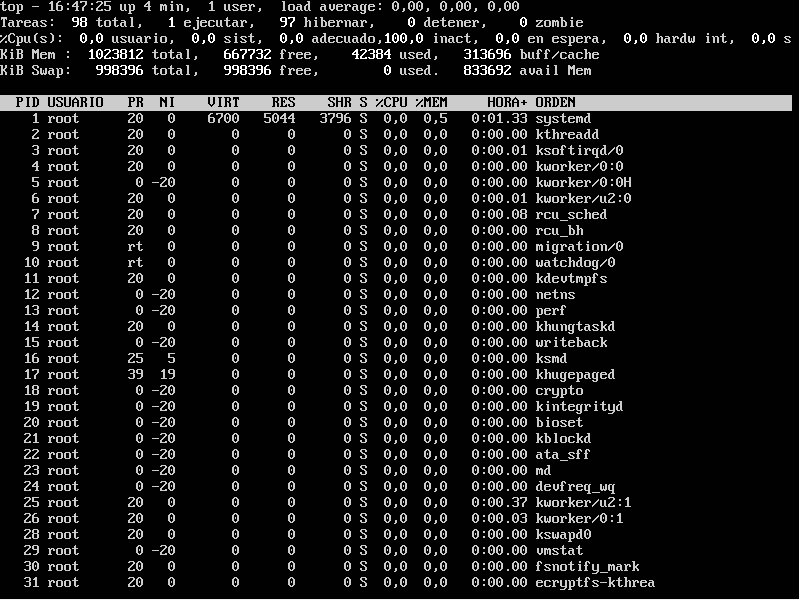 top - 16:47:25 up 4 min,  1 user,  load average: 0,00, 0,00, 0,00
Tareas:  98 total,   1 ejecutar,  97 hibernar,   0 detener,   0 zombie
%Cpu(s):  0,0 usuario,  0,0 sist,  0,0 adecuado,100,0 inact,  0,0 en espera,  0,0 hardw int,  0,0 s
KiB Mem :  1023812 total,   667732 free,    42384 used,   313696 buff/cache
KiB Swap:   998396 total,   998396 free,        0 used.   833692 avail Mem
PID USUARIO   PR  NI    VIRT    RES    SHR S %CPU %MEM     HORA+ ORDEN
1 root      20   0    6700   5044   3796 S  0,0  0,5   0:01.33 systemd
2 root      20   0       0      0      0 S  0,0  0,0   0:00.00 kthreadd
3 root      20   0       0      0      0 S  0,0  0,0   0:00.01 ksoftirqd/0
4 root      20   0       0      0      0 S  0,0  0,0   0:00.00 kworker/0:0
5 root       0 -20       0      0      0 S  0,0  0,0   0:00.00 kworker/0:0H
6 root      20   0       0      0      0 S  0,0  0,0   0:00.01 kworker/u2:0
7 root      20   0       0      0      0 S  0,0  0,0   0:00.08 rcu_sched
8 root      20   0       0      0      0 S  0,0  0,0   0:00.00 rcu_bh
9 root      rt   0       0      0      0 S  0,0  0,0   0:00.00 migration/0
10 root      rt   0       0      0      0 S  0,0  0,0   0:00.00 watchdog/0
11 root      20   0       0      0      0 S  0,0  0,0   0:00.00 kdevtmpfs
12 root       0 -20       0      0      0 S  0,0  0,0   0:00.00 netns
13 root       0 -20       0      0      0 S  0,0  0,0   0:00.00 perf
14 root      20   0       0      0      0 S  0,0  0,0   0:00.00 khungtaskd
15 root       0 -20       0      0      0 S  0,0  0,0   0:00.00 writeback
16 root      25   5       0      0      0 S  0,0  0,0   0:00.00 ksmd
17 root      39  19       0      0      0 S  0,0  0,0   0:00.00 khugepaged
18 root       0 -20       0      0      0 S  0,0  0,0   0:00.00 crypto
19 root       0 -20       0      0      0 S  0,0  0,0   0:00.00 kintegrityd
20 root       0 -20       0      0      0 S  0,0  0,0   0:00.00 bioset
21 root       0 -20       0      0      0 S  0,0  0,0   0:00.00 kblockd
22 root       0 -20       0      0      0 S  0,0  0,0   0:00.00 ata_sff
23 root       0 -20       0      0      0 S  0,0  0,0   0:00.00 md
24 root       0 -20       0      0      0 S  0,0  0,0   0:00.00 devfreq_wq
25 root      20   0       0      0      0 S  0,0  0,0   0:00.37 kworker/u2:1
26 root      20   0       0      0      0 S  0,0  0,0   0:00.03 kworker/0:1
28 root      20   0       0      0      0 S  0,0  0,0   0:00.00 kswapd0
29 root       0 -20       0      0      0 S  0,0  0,0   0:00.00 vmstat
30 root      20   0       0      0      0 S  0,0  0,0   0:00.00 fsnotify_mark
31 root      20   0       0      0      0 S  0,0  0,0   0:00.00 ecryptfs-kthrea